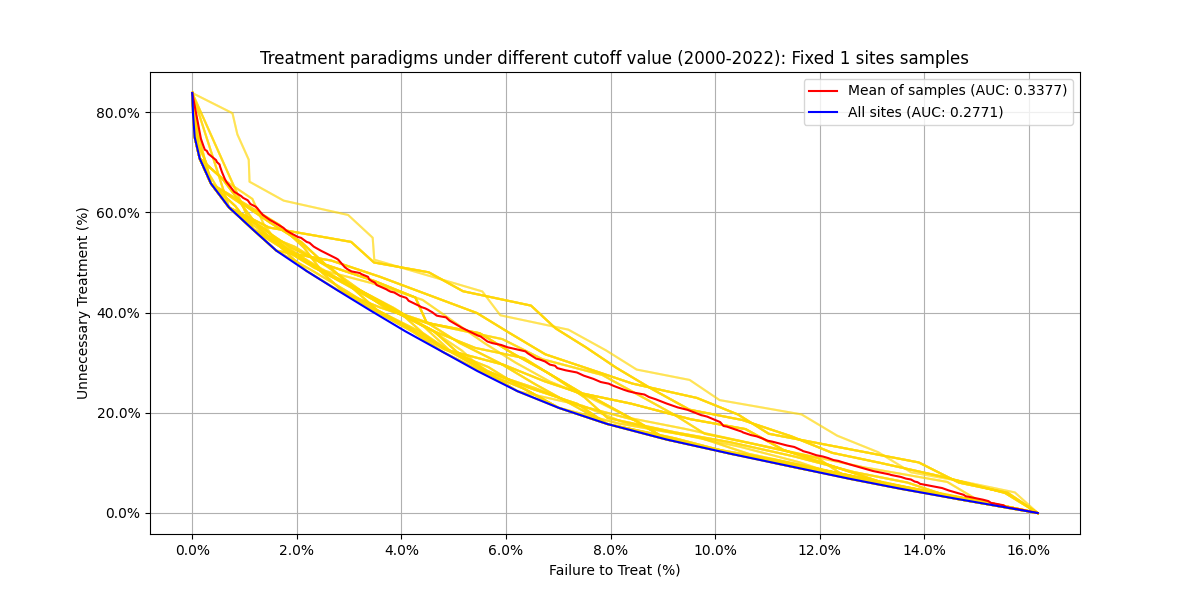 Treatment paradigms under different cutoff value (2000-2022): Fixed 1 sites samples
Mean of samples (AUC: 0.3377)
All sites (AUC: 0.2771)
Unnecessary Treatment (%)
80.0%
60.0%
40.0%
20.0%
0.0%
0.0% 2.0% 4.0% 6.0% 8.0% 10.0% 12.0% 14.0% 16.0%
Failure to Treat (%)